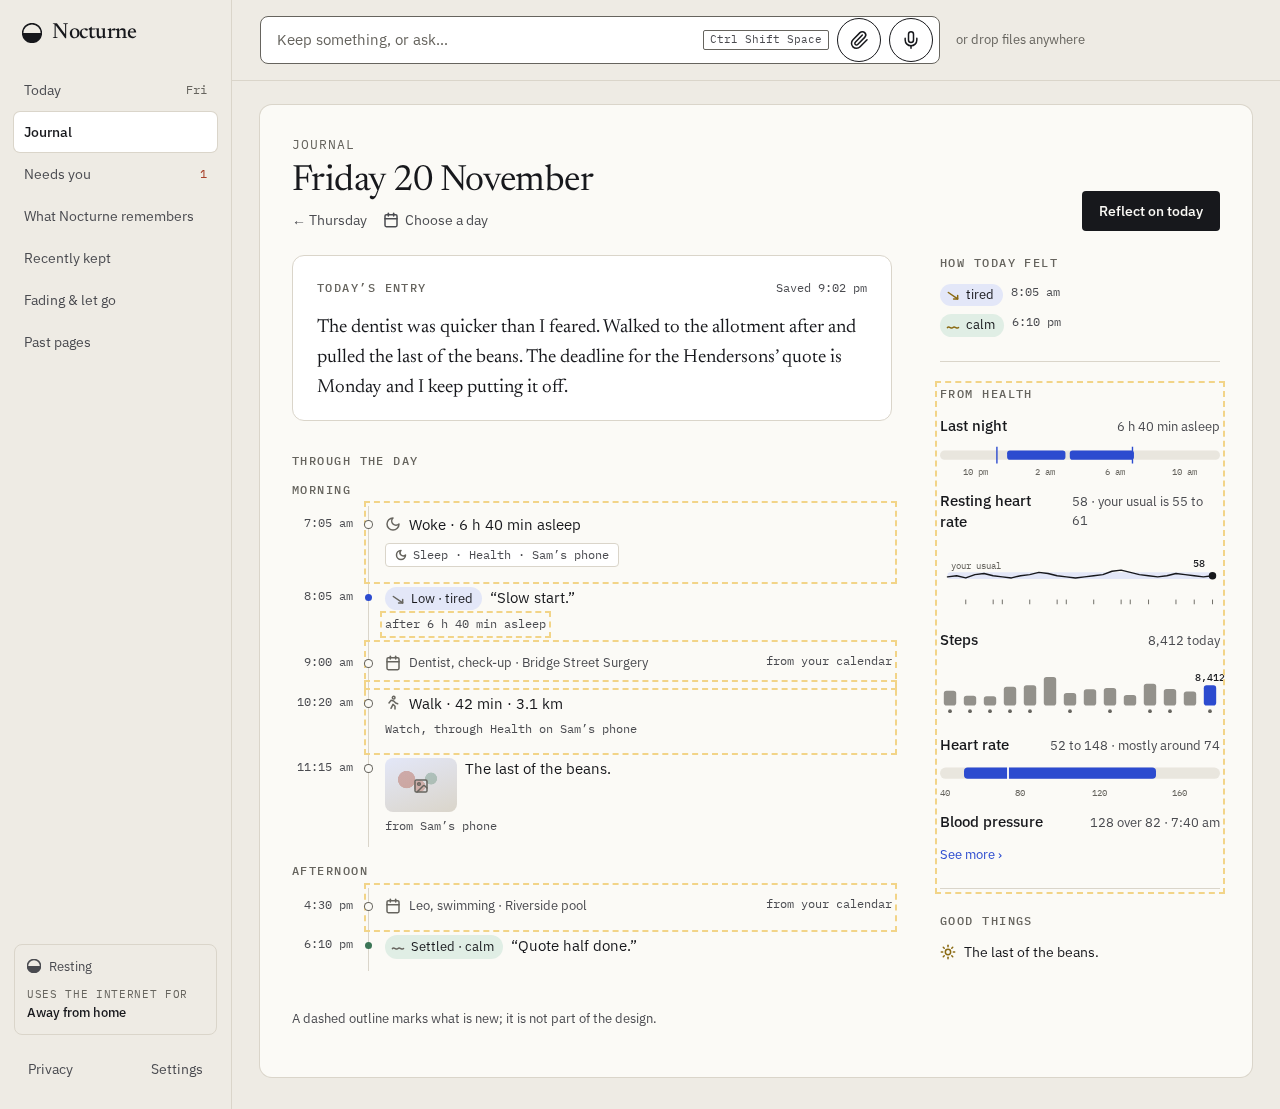 Nocturne
Today Fri
Journal
Needs you 1
What Nocturne remembers
Recently kept
Fading & let go
Past pages
Resting
USES THE INTERNET FOR
Away from home
Privacy Settings
Keep something, or ask... Ctrl Shift Space
or drop files anywhere
JOURNAL
Friday 20 November
← Thursday Choose a day
Reflect on today
TODAY’S ENTRY Saved 9:02 pm
The dentist was quicker than I feared. Walked to the allotment after and
pulled the last of the beans. The deadline for the Hendersons’ quote is
Monday and I keep putting it off.
THROUGH THE DAY
MORNING
7:05 am Woke · 6 h 40 min asleep
Sleep · Health · Sam’s phone
8:05 am Low · tired “Slow start.”
after 6 h 40 min asleep
9:00 am Dentist, check-up · Bridge Street Surgery from your calendar
10:20 am Walk · 42 min · 3.1 km
Watch, through Health on Sam’s phone
11:15 am The last of the beans.
from Sam’s phone
AFTERNOON
4:30 pm Leo, swimming · Riverside pool from your calendar
6:10 pm Settled · calm “Quote half done.”
A dashed outline marks what is new; it is not part of the design.
HOW TODAY FELT
tired 8:05 am
calm 6:10 pm
FROM HEALTH
Last night 6 h 40 min asleep
10 pm 2 am 6 am 10 am
Resting heart rate 58 · your usual is 55 to 61
your usual 58
Steps 8,412 today
8,412
Heart rate 52 to 148 · mostly around 74
40 80 120 160
Blood pressure 128 over 82 · 7:40 am
See more ›
GOOD THINGS
The last of the beans.